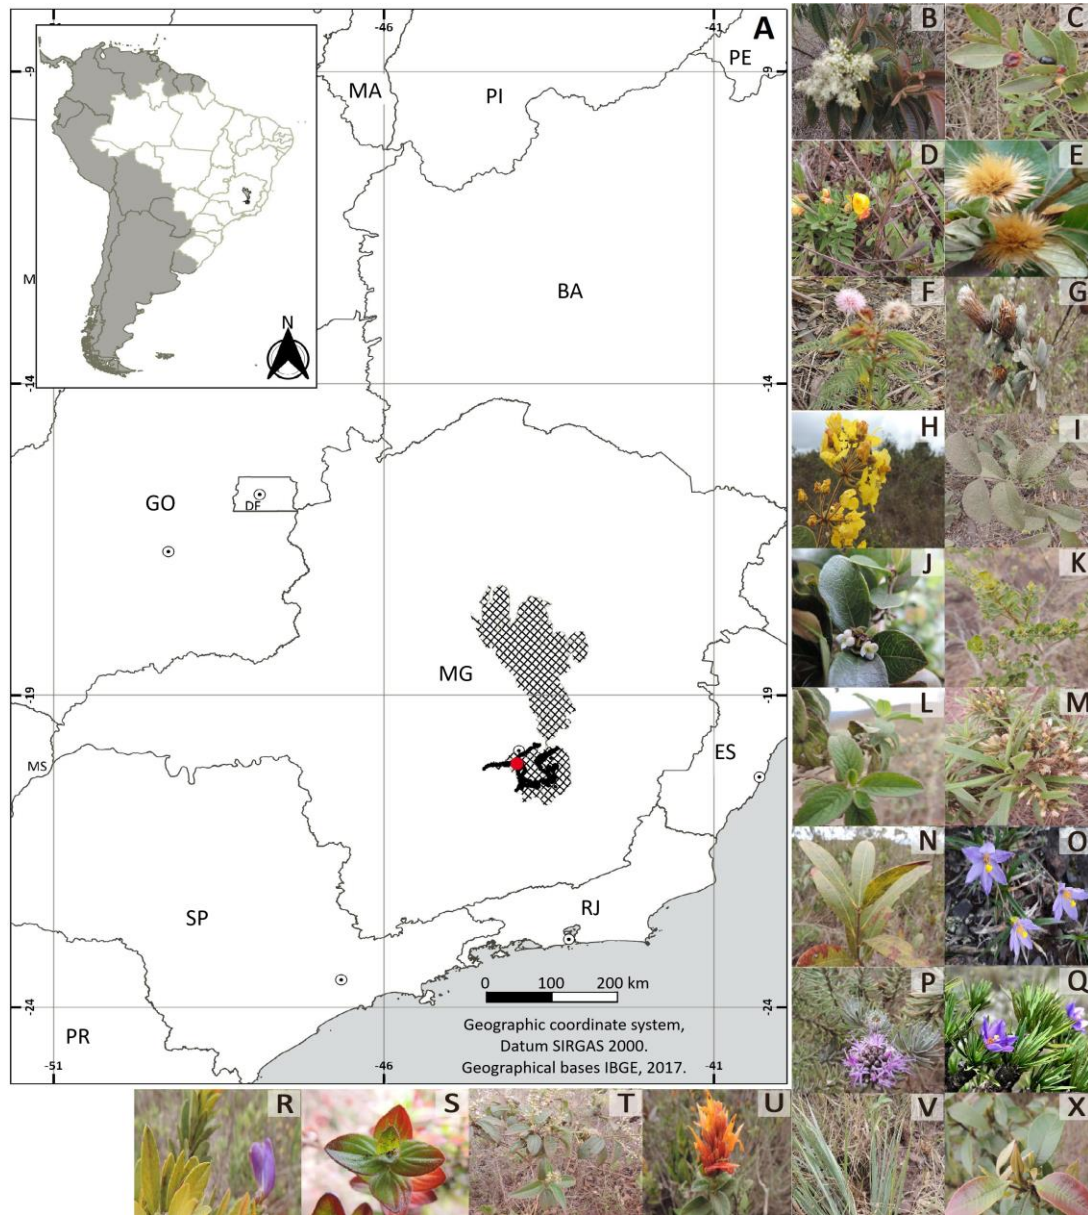 -51
-46
-41
A
B
C
MA
PI
PE
-9
-9
D
E
M
BA
N
F
G
-14
-14
H
I
GO
DF
J
K
MG
-19
-19
L
M
ES
MS
N
O
SP
RJ
P
Q
0 100 200 km
-24
-24
Geographic coordinate system,
Datum SIRGAS 2000.
Geographical bases IBGE, 2017.
PR
-51
-46
-41
R
S
T
U
V
X